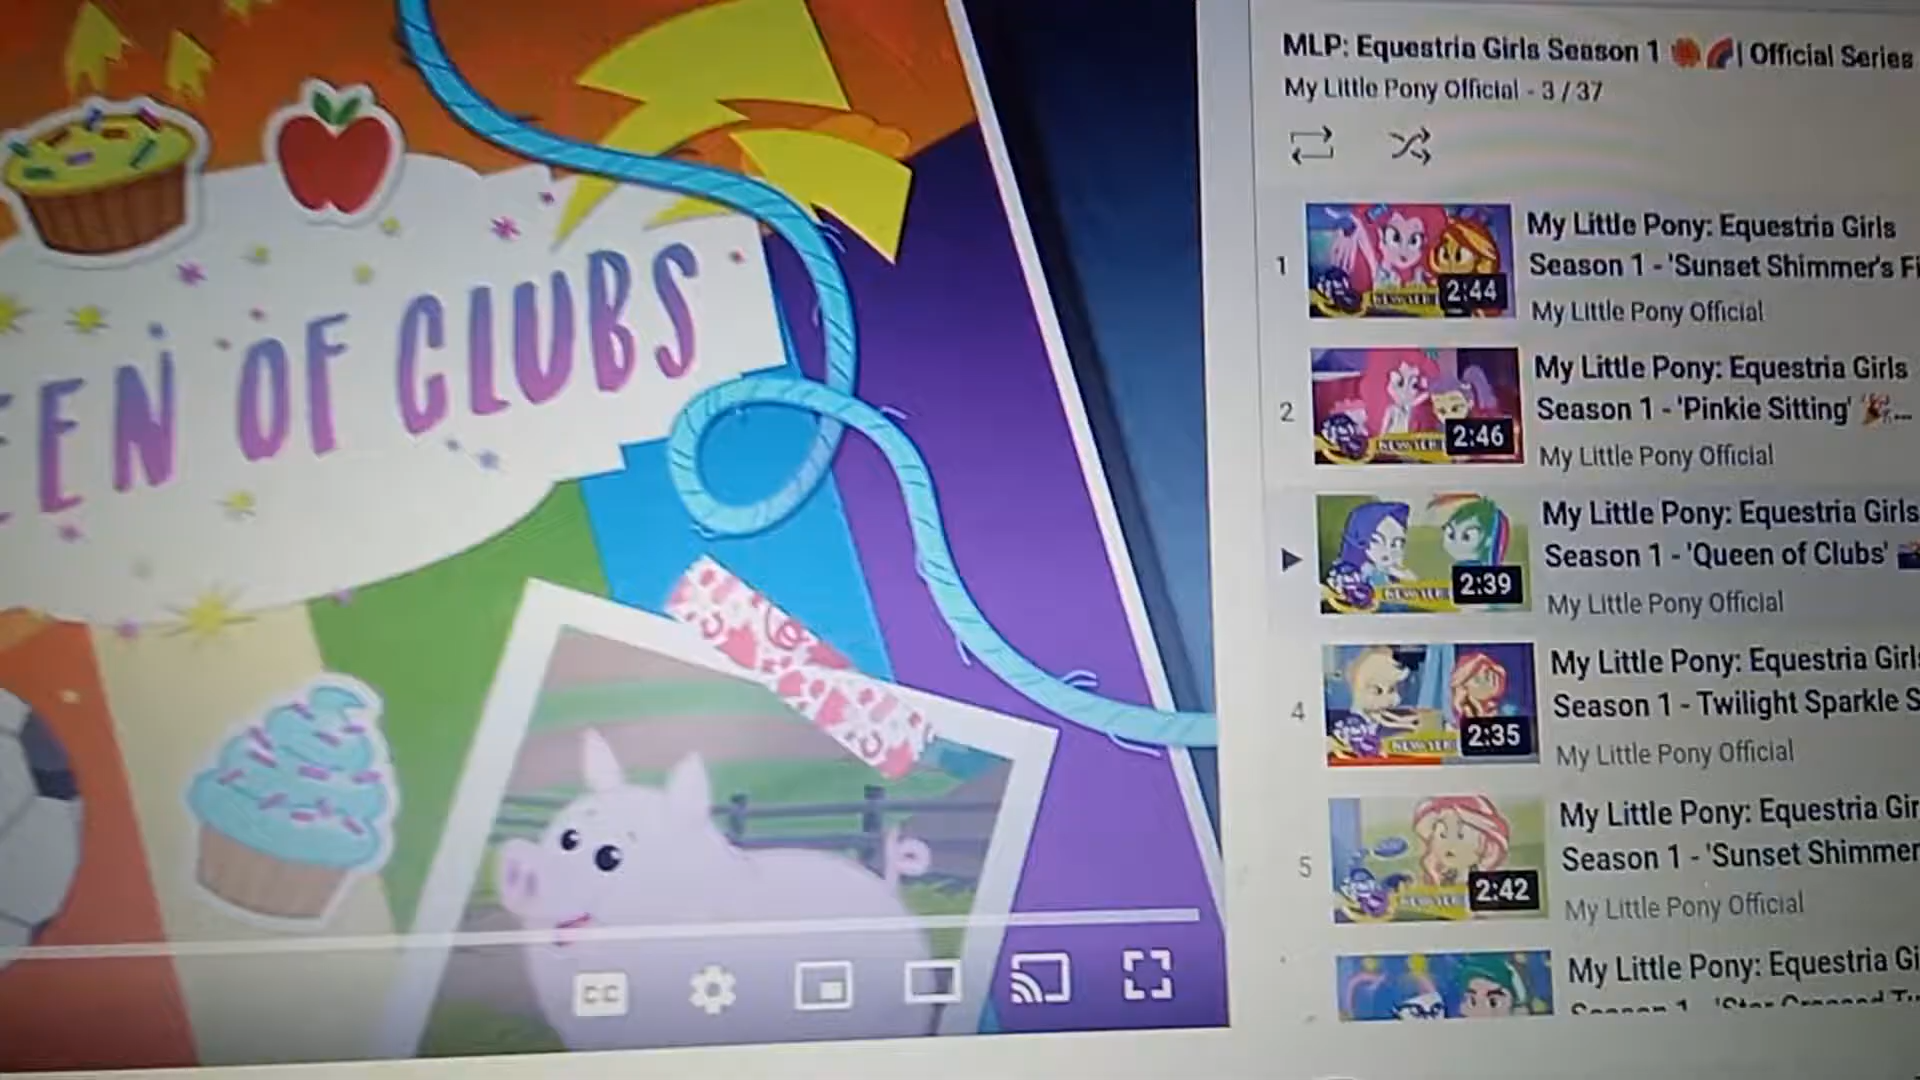 EEN OF CLUBS
CC
MLP: Equestria Girls Season 1 | Official Series
My Little Pony Official - 3 / 37
1
My Little Pony: Equestria Girls
Season 1 - 'Sunset Shimmer's Fi
My Little Pony Official
2:44
2
My Little Pony: Equestria Girls
Season 1 - 'Pinkie Sitting' ...
My Little Pony Official
2:46
My Little Pony: Equestria Girls
Season 1 - 'Queen of Clubs'
My Little Pony Official
2:39
4
My Little Pony: Equestria Girls
Season 1 - Twilight Sparkle S
My Little Pony Official
2:35
5
My Little Pony: Equestria Gir
Season 1 - 'Sunset Shimmer
My Little Pony Official
2:42
My Little Pony: Equestria Gi